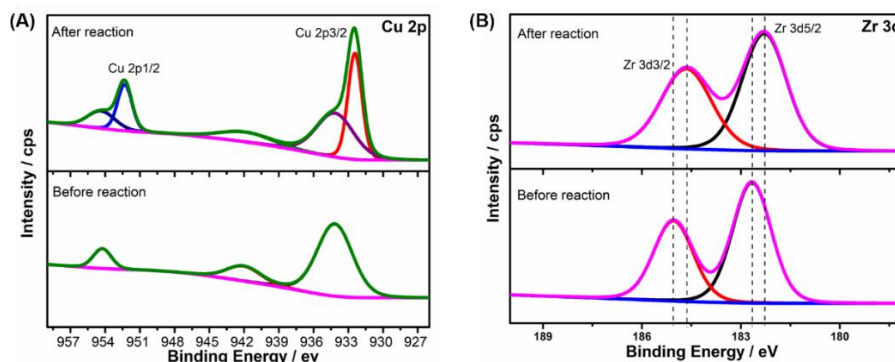 (A)
After reaction
Cu 2p
Cu 2p3/2
Cu 2p1/2
Before reaction
Intensity / cps
957 954 951 948 945 942 939 936 933 930 927
Binding Energy / ev
(B)
After reaction
Zr 3d
Zr 3d5/2
Zr 3d3/2
Before reaction
Intensity / cps
189 186 183 180
Binding Energy / eV